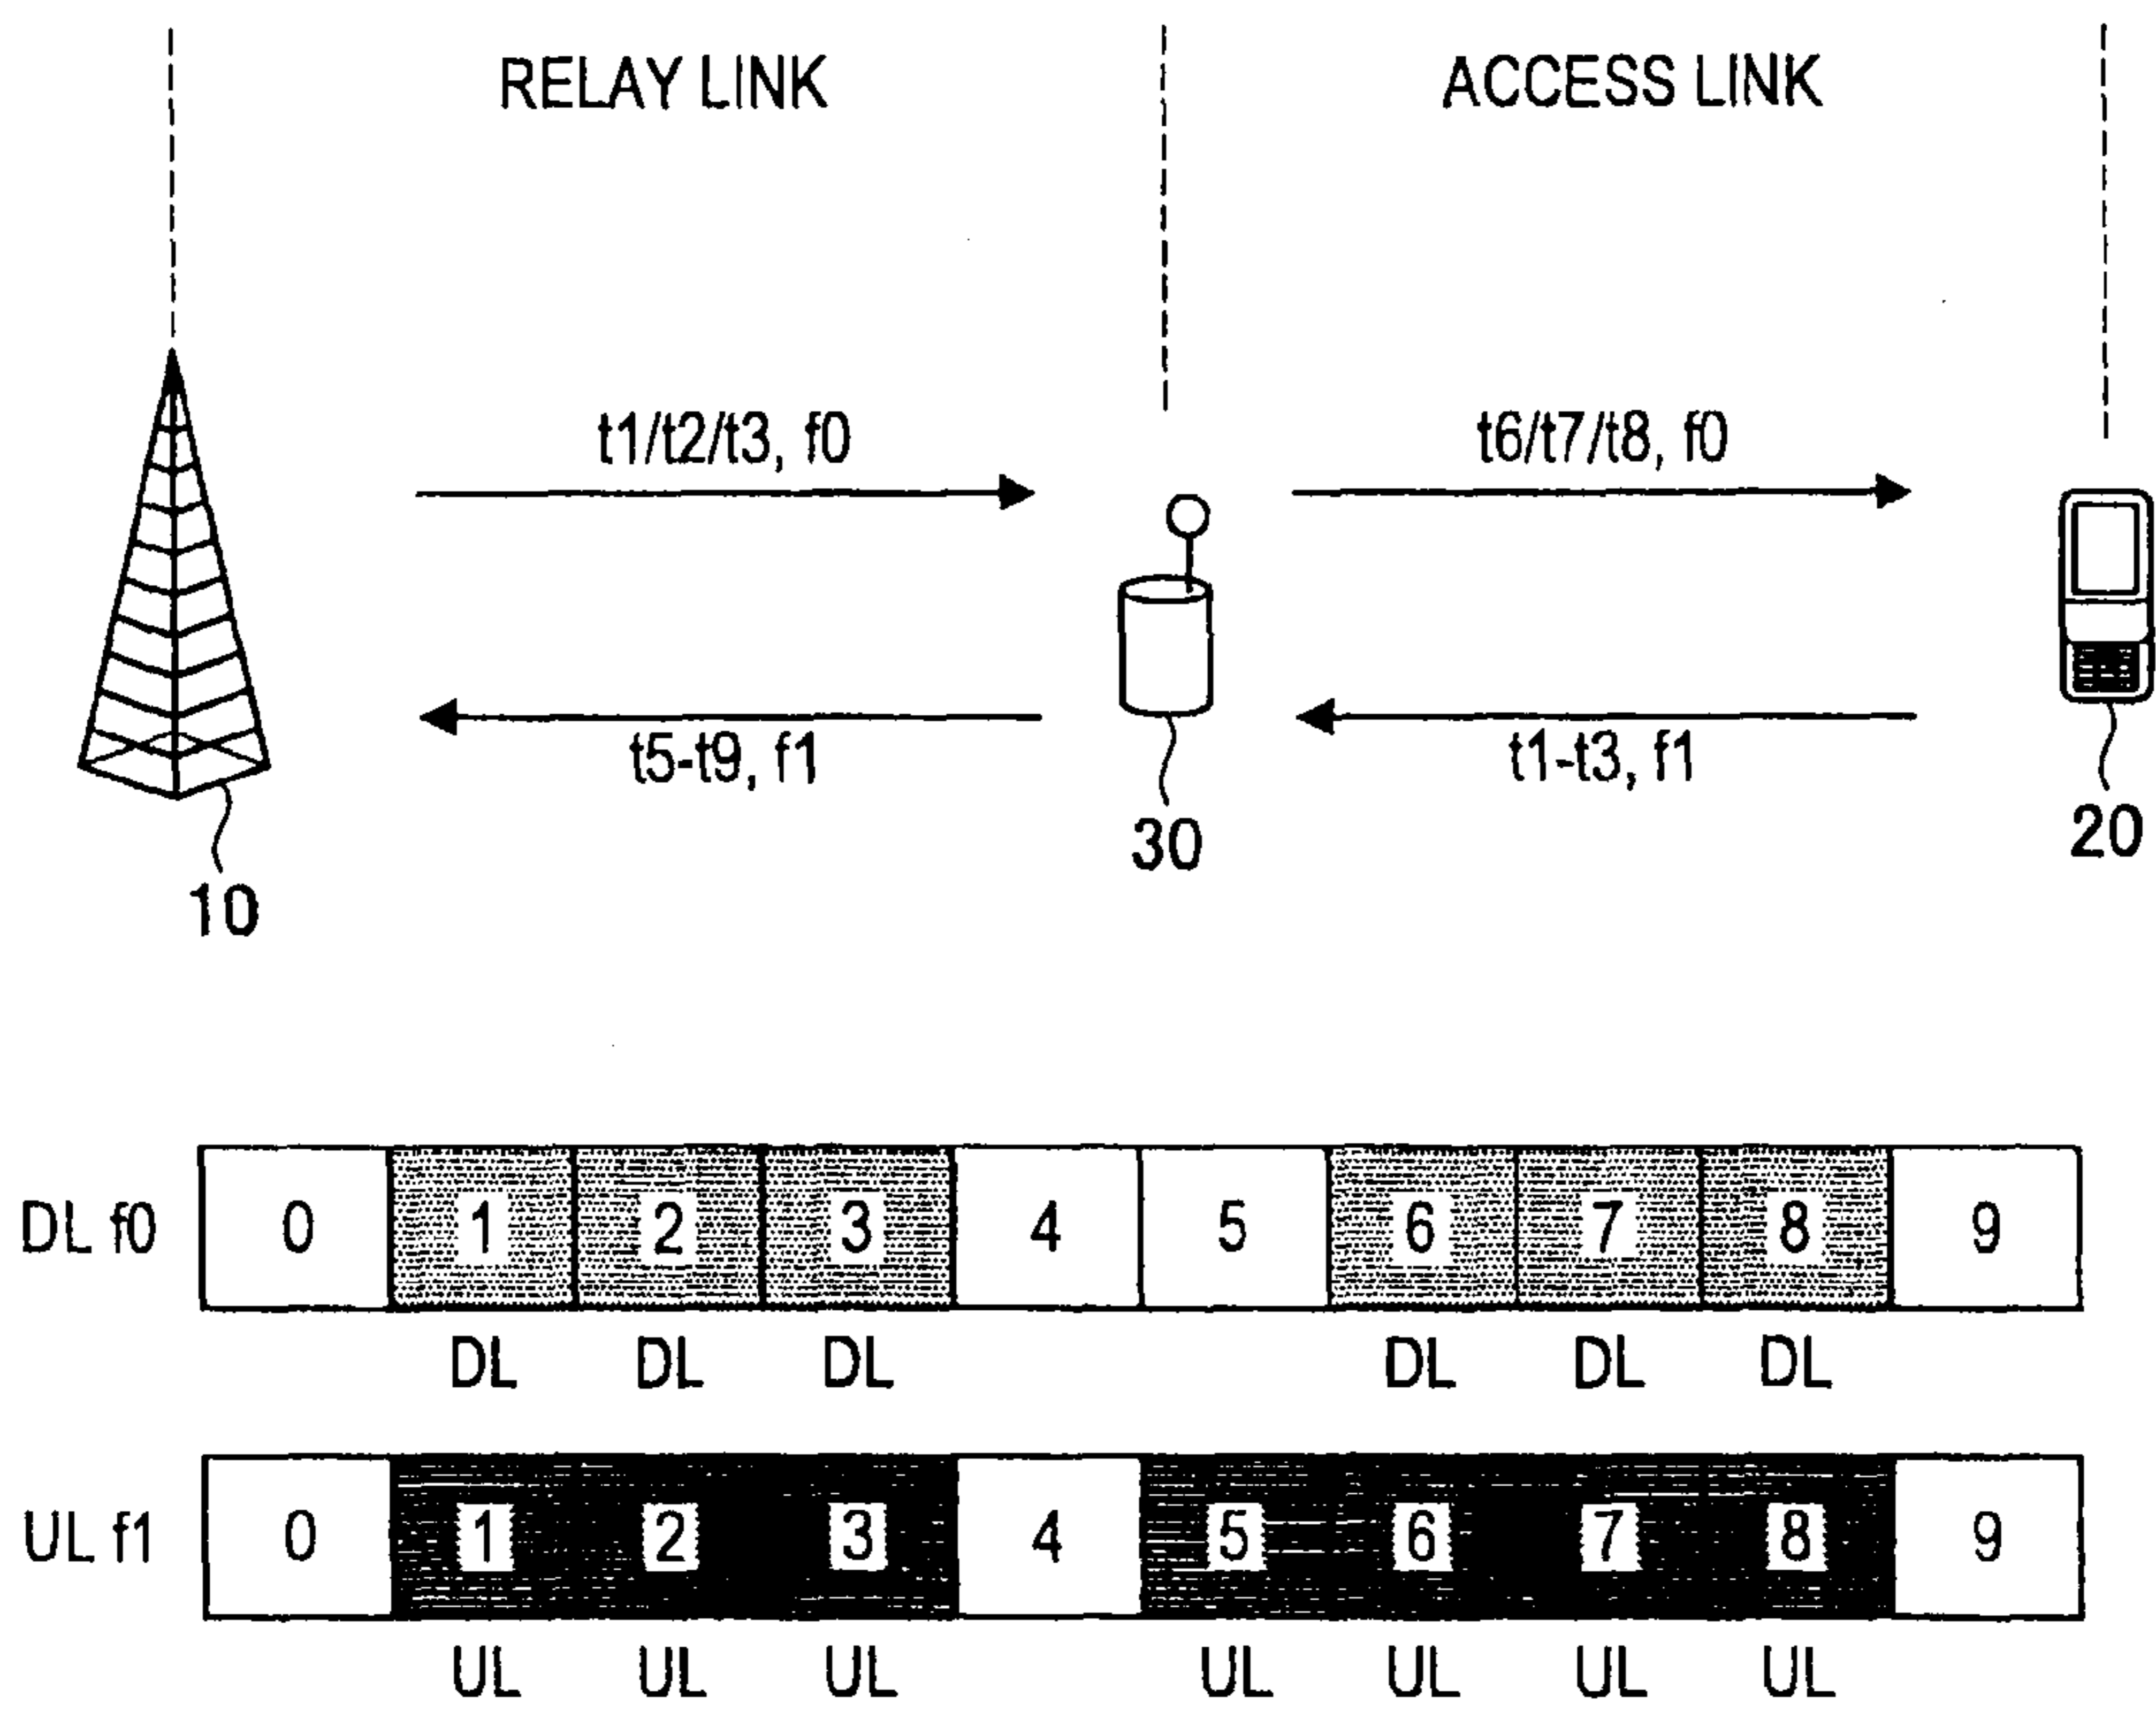 RELAY LINK
ACCESS LINK
t1/t2/t3, f0
t6/t7/t8, f0
t5-t9, f1
t1-t3, f1
10
30
20
DL f0
0 1 2 3 4 5 6 7 8 9
DL DL DL DL DL DL
UL f1
0 1 2 3 4 5 6 7 8 9
UL UL UL UL UL UL UL